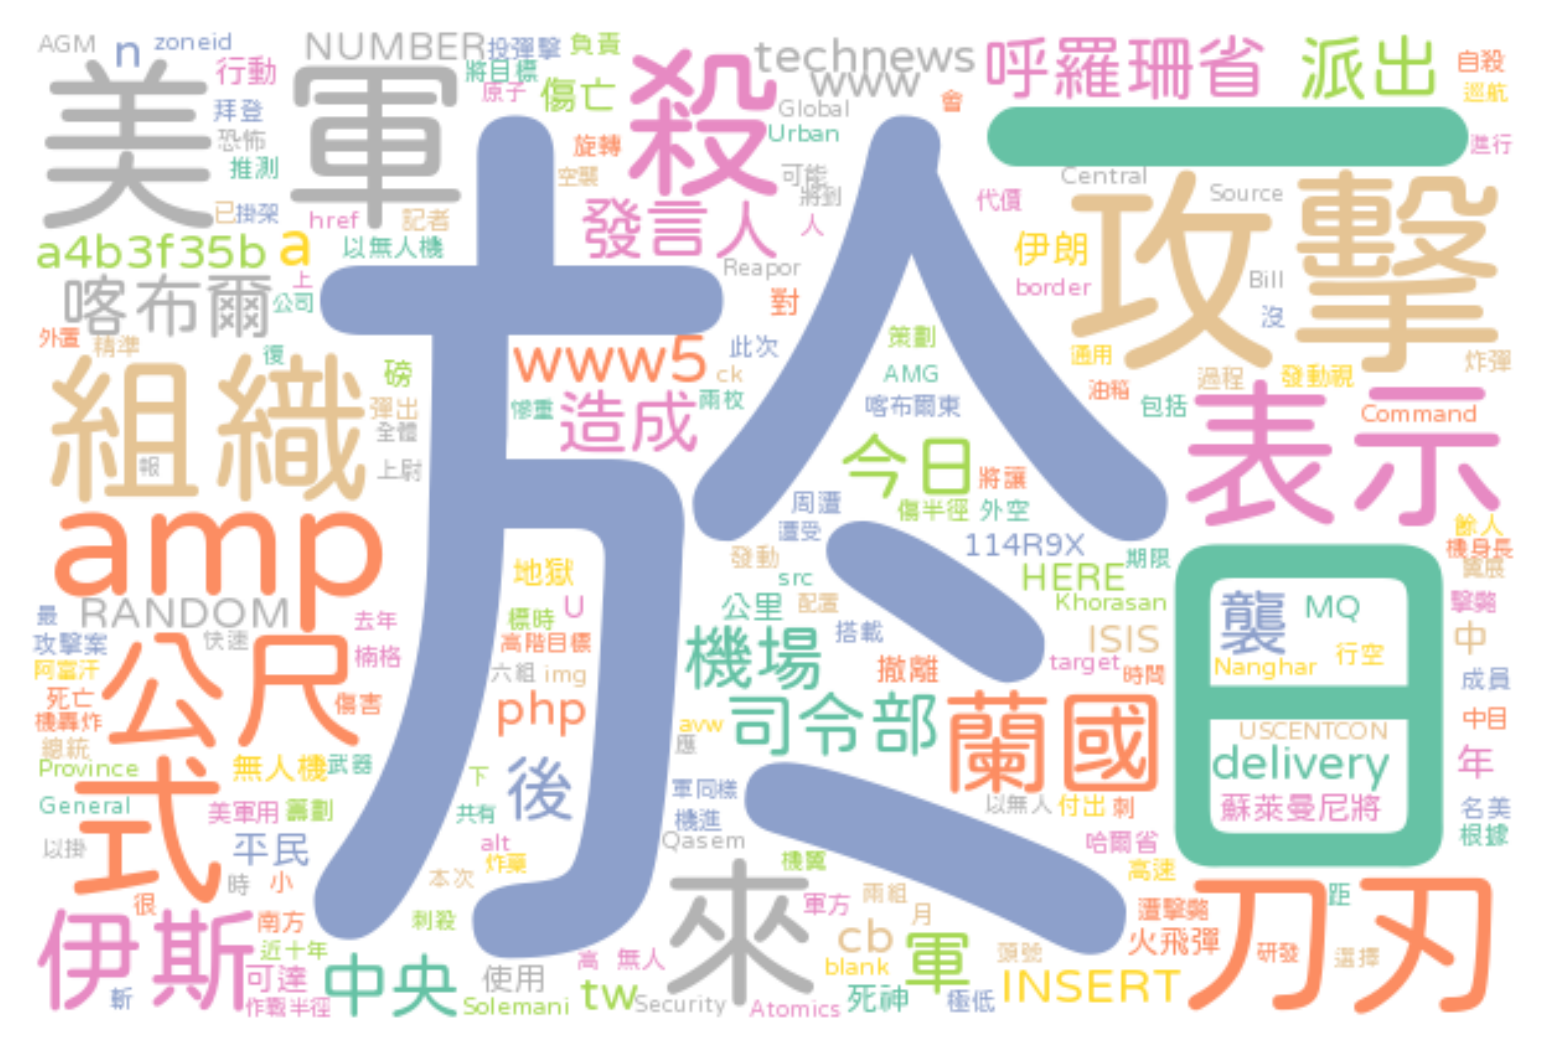 AGM n zoneid NUMBER 投彈擊 負責
technews www 呼羅珊省 派出 自殺
美軍 行動 將目標 原子 傷亡 殺 巡航
拜登 Global 會
恐怖 旋轉 Urban 一 進行
推測 空襲 可能 Central
已 掛架 href 記者 將到 代價 Source 攻擊
a4b3f35b a 以無人機 發言人 人 伊朗
上 Reapor border Bill
喀布爾 公司 對 沒
外置 精準 www5 此次 策劃 通用 炸彈
復 磅 ck AMG 油箱 過程 發動襲
組織 彈出 慘重 造成 兩枚 喀布爾東 包括 表示 Command
全體 今日
報 上尉 將讓
於 周遭 傷半徑 外空
amp 遭受 114R9X 期限 餘人
發動 機身長
地獄 src HERE 日
最 RANDOM 標時 U 公里 配置 Khorasan 襲 MQ 擊斃
去年 搭載 ISIS 中
攻擊案 快速 高階目標 機場 行空
阿富汗 公尺 楠格 六組 img 撤離 target 時間 Nanghar 成員
死亡 傷害 php 司令部 蘭國 中目
機轟炸 avw USCENTCON
總統 應
Province 無人機 武器 下 後 delivery 年
General 式 美軍用 籌劃 共有 軍同樣 以無人 付出 刺 蘇萊曼尼將 名美
機進 根據
以掛 平民 alt Qasem 哈爾省
時 小 本次 炸藥 機翼 高速
很 來 軍方 兩組 遭擊斃 距 刀刃
伊斯 南方 刺殺 月
近十年 cb 軍 頭號 火飛彈 研發 選擇
可達 中央 使用 高 無人 blank
斬 作戰半徑 Solemani tw Security Atomics 死神 極低 INSERT